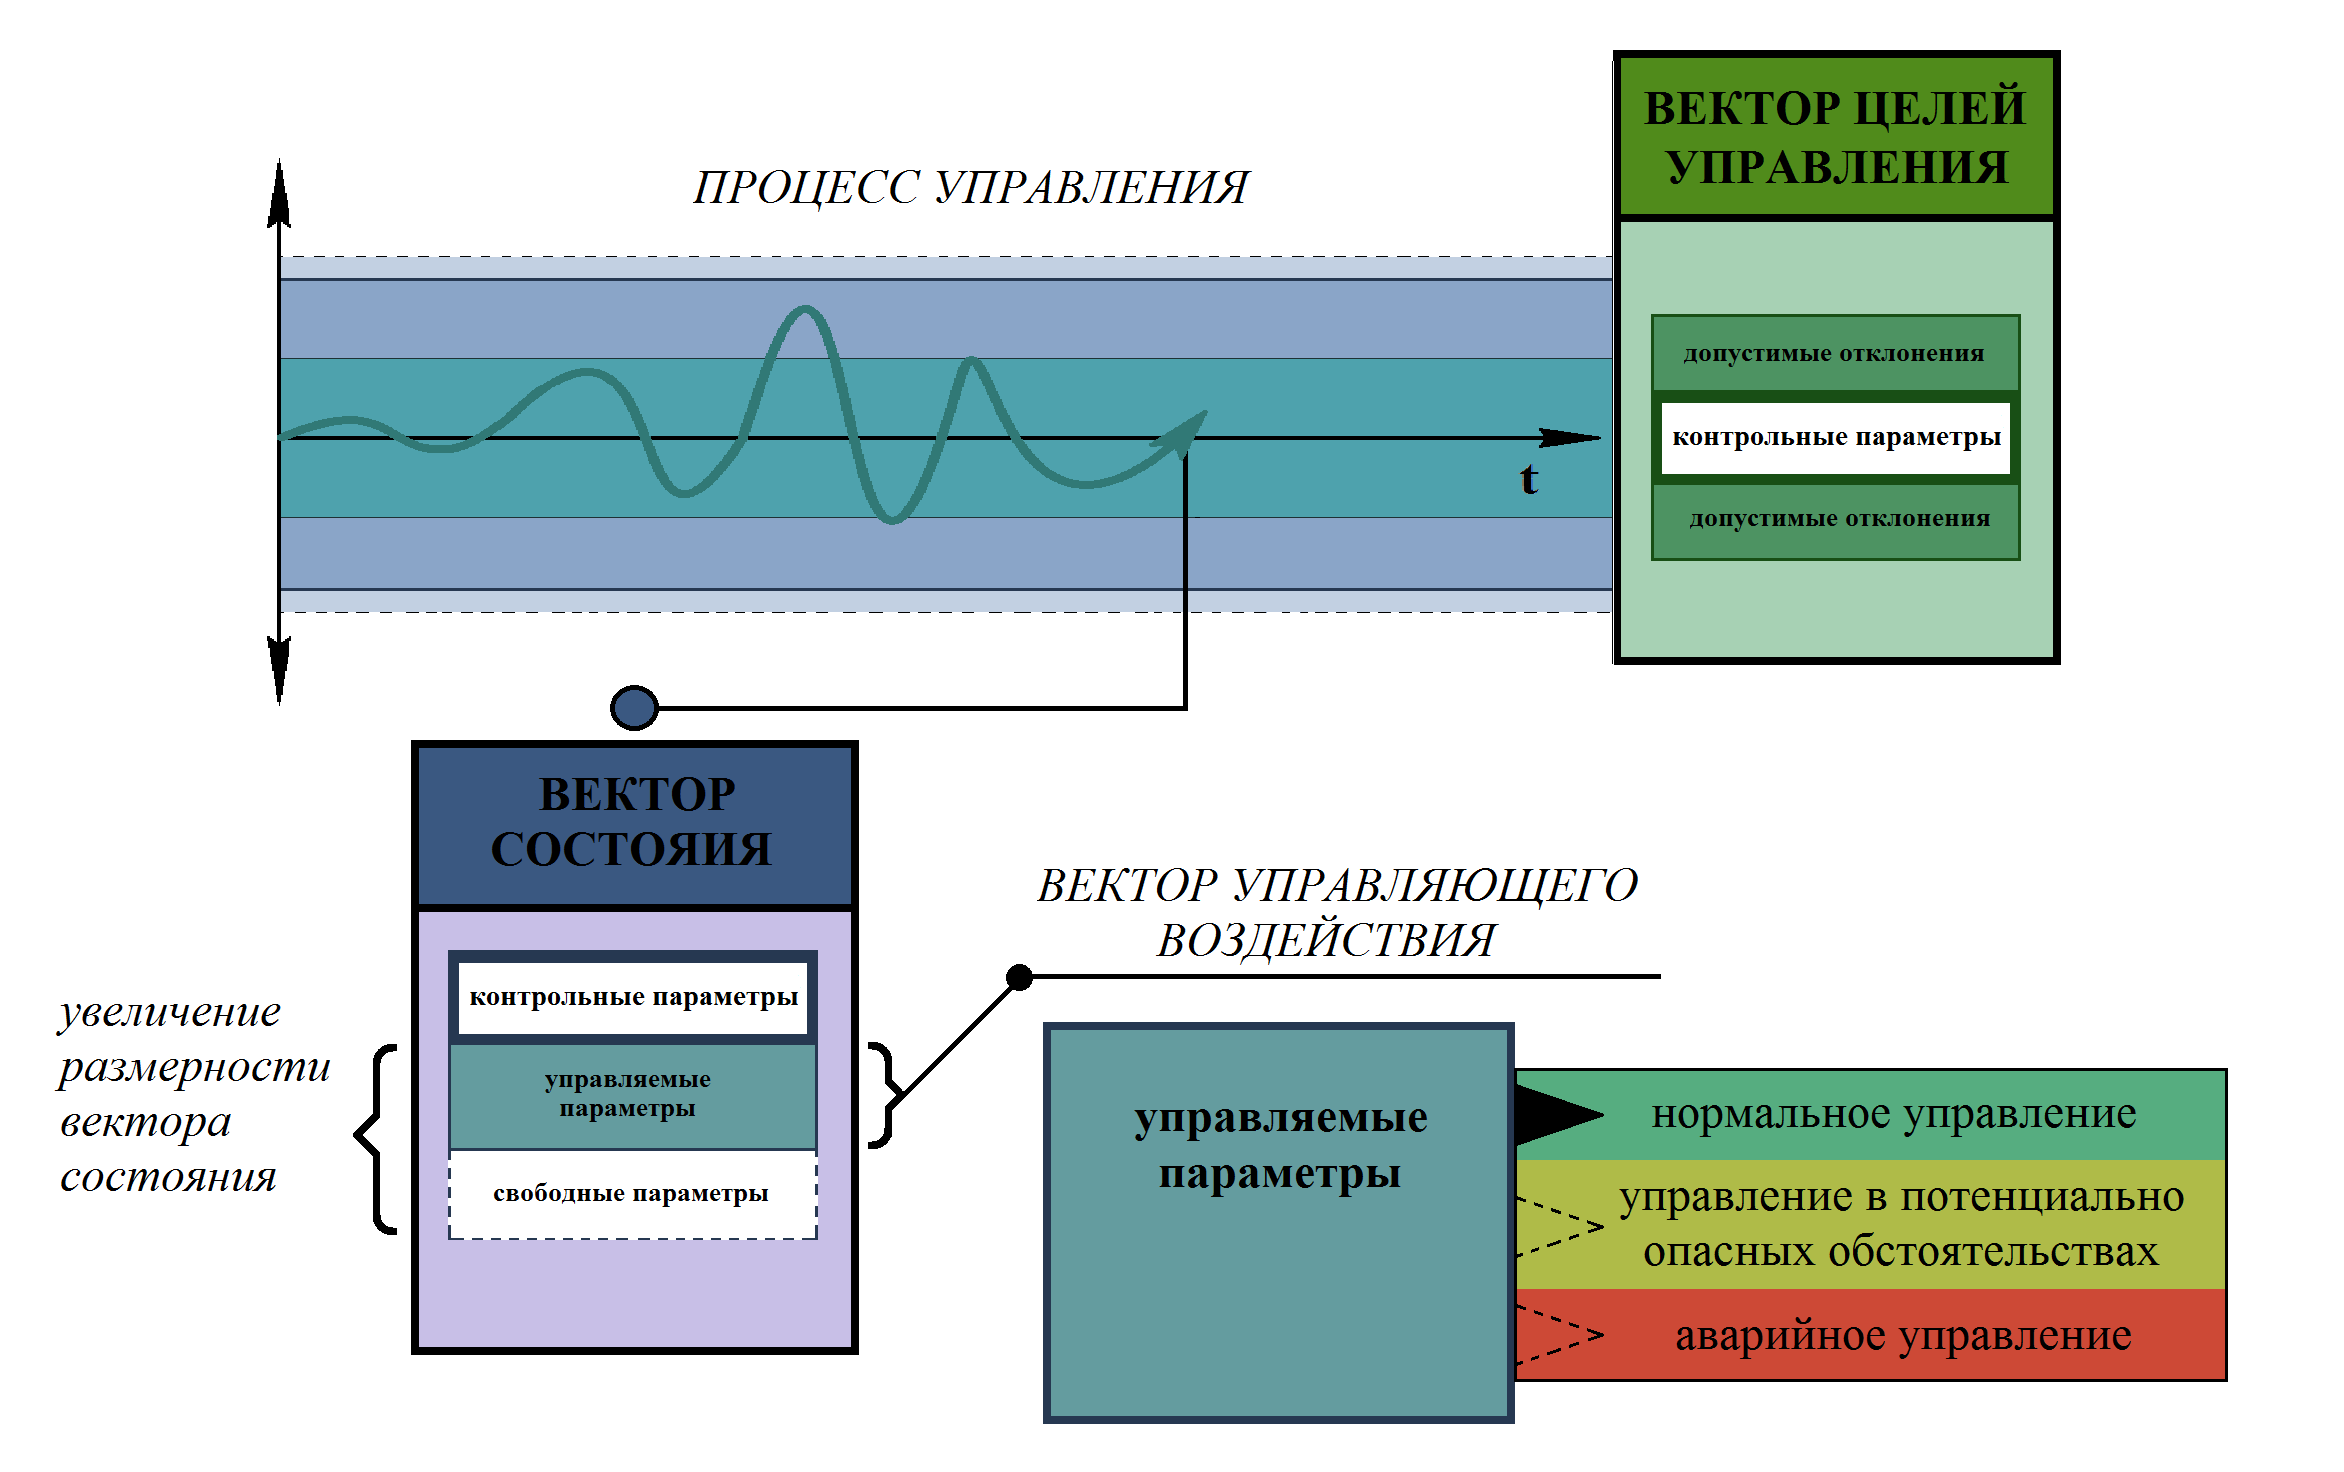 ПРОЦЕСС УПРАВЛЕНИЯ
ВЕКТОР ЦЕЛЕЙ
УПРАВЛЕНИЯ
допустимые отклонения
контрольные параметры
допустимые отклонения
t
ВЕКТОР
СОСТОЯИЯ
контрольные параметры
управляемые
параметры
свободные параметры
увеличение
размерности
вектора
состояния
ВЕКТОР УПРАВЛЯЮЩЕГО
ВОЗДЕЙСТВИЯ
управляемые
параметры
нормальное управление
управление в потенциально
опасных обстоятельствах
аварийное управление